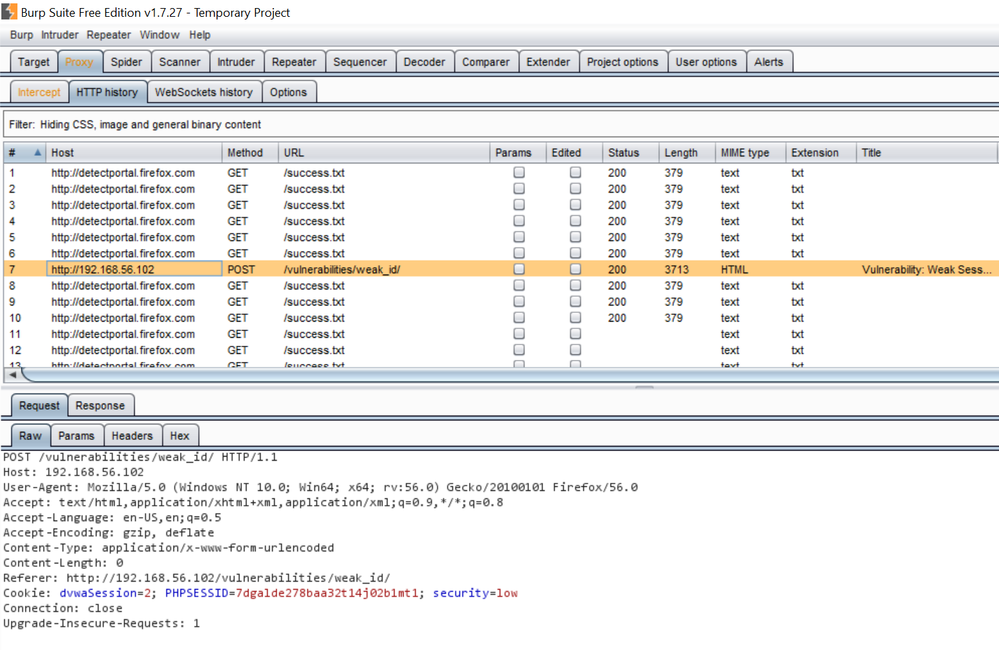 Burp Suite Free Edition v1.7.27 - Temporary Project
Burp Intruder Repeater Window Help
Target Proxy Spider Scanner Intruder Repeater Sequencer Decoder Comparer Extender Project options User options Alerts
Intercept HTTP history WebSockets history Options
Filter: Hiding CSS, image and general binary content
# Host Method URL Params Edited Status Length MIME type Extension Title
1 http://detectportal.firefox.com GET /success.txt 200 379 text txt
2 http://detectportal.firefox.com GET /success.txt 200 379 text txt
3 http://detectportal.firefox.com GET /success.txt 200 379 text txt
4 http://detectportal.firefox.com GET /success.txt 200 379 text txt
5 http://detectportal.firefox.com GET /success.txt 200 379 text txt
6 http://detectportal.firefox.com GET /success.txt 200 379 text txt
7 http://192.168.56.102 POST /vulnerabilities/weak_id/ 200 3713 HTML Vulnerability: Weak Sess...
8 http://detectportal.firefox.com GET /success.txt 200 379 text txt
9 http://detectportal.firefox.com GET /success.txt 200 379 text txt
10 http://detectportal.firefox.com GET /success.txt 200 379 text txt
11 http://detectportal.firefox.com GET /success.txt text txt
12 http://detectportal.firefox.com GET /success.txt text txt
13 http://detectportal.firefox.com GET /success.txt text txt
Request Response
Raw Params Headers Hex
POST /vulnerabilities/weak_id/ HTTP/1.1
Host: 192.168.56.102
User-Agent: Mozilla/5.0 (Windows NT 10.0; Win64; x64; rv:56.0) Gecko/20100101 Firefox/56.0
Accept: text/html,application/xhtml+xml,application/xml;q=0.9,*/*;q=0.8
Accept-Language: en-US,en;q=0.5
Accept-Encoding: gzip, deflate
Content-Type: application/x-www-form-urlencoded
Content-Length: 0
Referer: http://192.168.56.102/vulnerabilities/weak_id/
Cookie: dvwaSession=2; PHPSESSID=7dgalde278baa32t14j02b1mt1; security=low
Connection: close
Upgrade-Insecure-Requests: 1